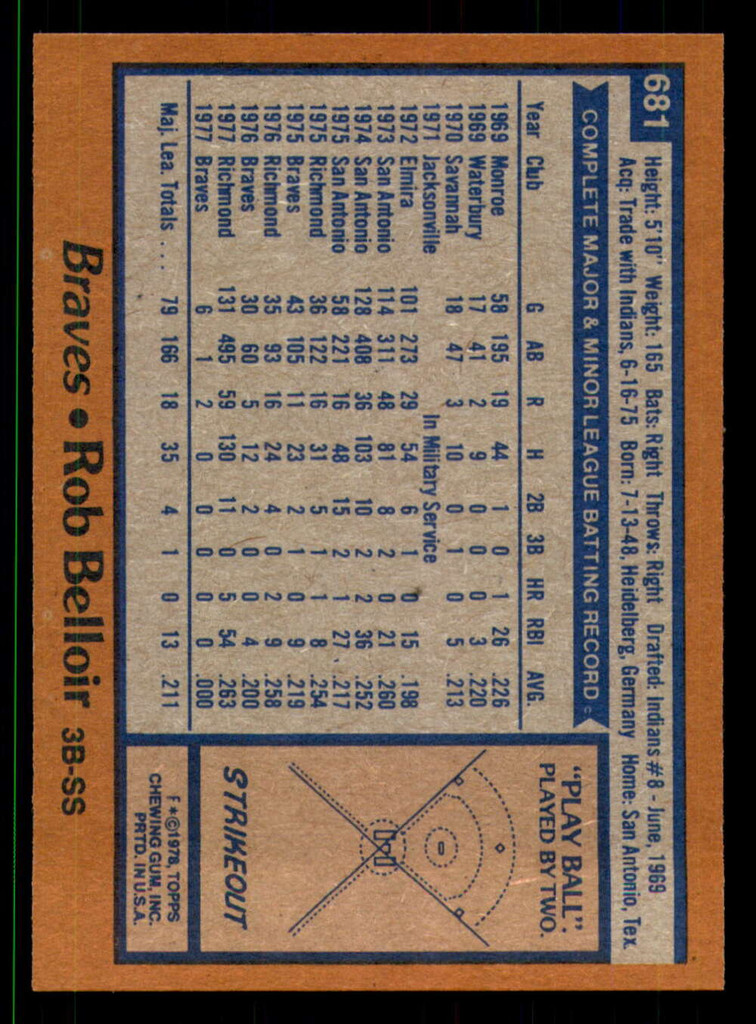 681
Height: 5'10" Weight: 165 Bats: Right Throws: Right Drafted: Indians #8 - June, 1969
Acq: Trade with Indians, 6-16-75 Born: 7-13-48, Heidelberg, Germany Home: San Antonio, Tex.
COMPLETE MAJOR & MINOR LEAGUE BATTING RECORD ©
Year Club G AB R H 2B 3B HR RBI AVG.
1969 Monroe 58 195 19 44 1 0 1 26 .226
1969 Waterbury 17 41 2 9 0 0 0 3 .220
1970 Savannah 18 47 3 10 0 1 0 5 .213
1971 Jacksonville In Military Service
1972 Elmira 101 273 29 54 6 1 0 15 .198
1973 San Antonio 114 311 48 81 8 2 0 21 .260
1974 San Antonio 128 408 36 103 10 2 2 36 .252
1975 San Antonio 58 221 16 48 15 2 1 27 .217
1975 Richmond 36 122 16 31 5 1 1 8 .254
1975 Braves 43 105 11 23 2 1 0 9 .219
1976 Richmond 35 93 16 24 4 0 2 9 .258
1976 Braves 30 60 5 12 2 0 0 4 .200
1977 Richmond 131 495 59 130 11 0 5 54 .263
1977 Braves 6 1 2 0 0 0 0 0 .000
Maj. Lea. Totals . . . 79 166 18 35 4 1 0 13 .211
"PLAY BALL":
PLAYED BY TWO.
STRIKEOUT
F*©1978, TOPPS
CHEWING GUM, INC.
PRTD. IN U.S.A.
Braves • Rob Belloir 3B-SS